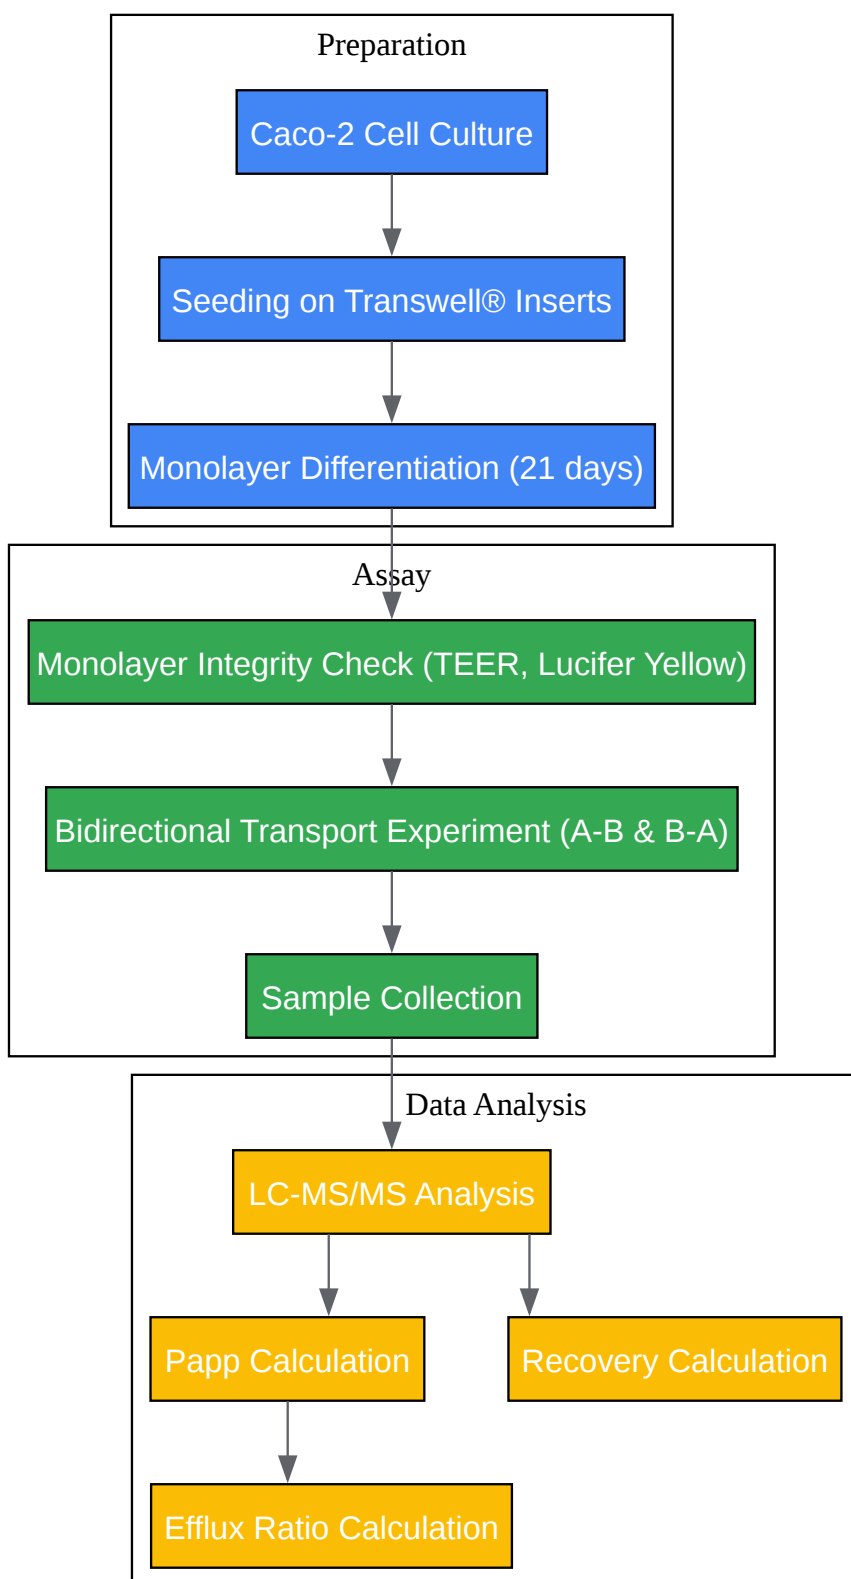 Preparation
Caco-2 Cell Culture
Seeding on Transwell® Inserts
Monolayer Differentiation (21 days)
Assay
Monolayer Integrity Check (TEER, Lucifer Yellow)
Bidirectional Transport Experiment (A-B & B-A)
Sample Collection
Data Analysis
LC-MS/MS Analysis
Papp Calculation
Recovery Calculation
Efflux Ratio Calculation